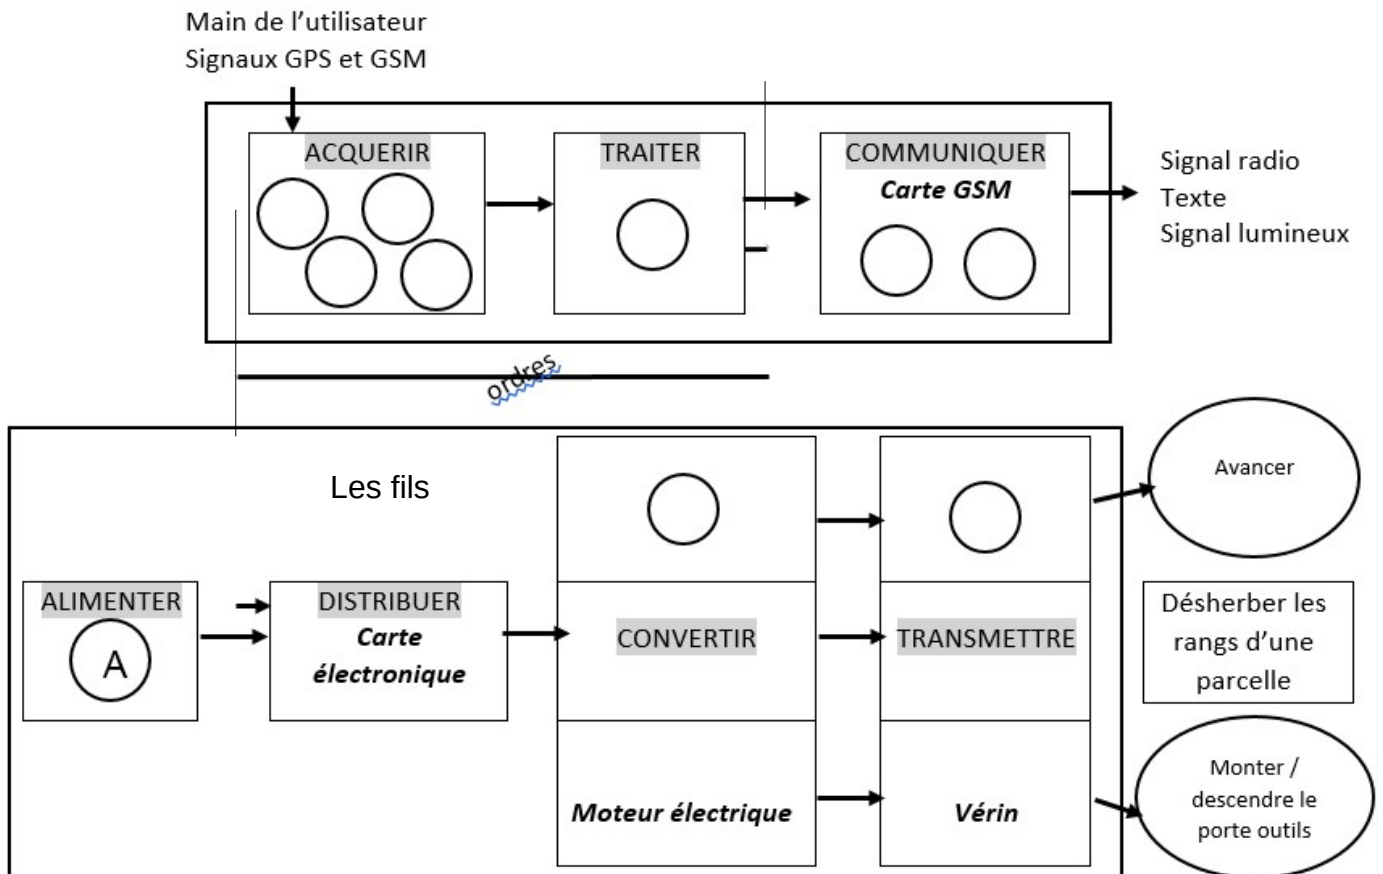 Main de l’utilisateur
Signaux GPS et GSM
ACQUERIR
TRAITER
COMMUNIQUER
Carte GSM
Signal radio
Texte
Signal lumineux
ordres
Les fils
ALIMENTER
A
DISTRIBUER
Carte
électronique
CONVERTIR
Moteur électrique
TRANSMETTRE
Vérin
Avancer
Désherber les
rangs d’une
parcelle
Monter /
descendre le
porte outils